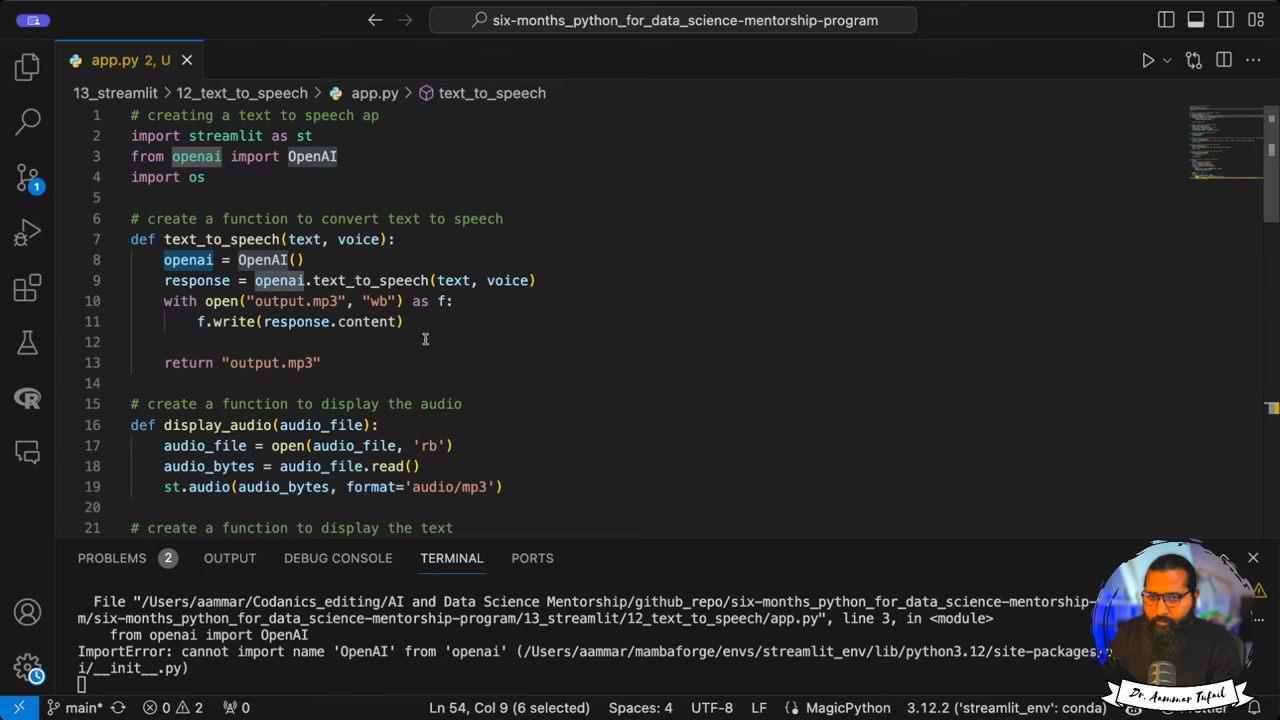 six-months_python_for_data_science-mentorship-program
app.py 2, U
13_streamlit > 12_text_to_speech > app.py > text_to_speech
1 # creating a text to speech ap
2 import streamlit as st
3 from openai import OpenAI
4 import os
5
6 # create a function to convert text to speech
7 def text_to_speech(text, voice):
8 openai = OpenAI()
9 response = openai.text_to_speech(text, voice)
10 with open("output.mp3", "wb") as f:
11 f.write(response.content)
12
13 return "output.mp3"
14
15 # create a function to display the audio
16 def display_audio(audio_file):
17 audio_file = open(audio_file, 'rb')
18 audio_bytes = audio_file.read()
19 st.audio(audio_bytes, format='audio/mp3')
20
21 # create a function to display the text
PROBLEMS 2 OUTPUT DEBUG CONSOLE TERMINAL PORTS
File "/Users/aammar/Codanics_editing/AI and Data Science Mentorship/github_repo/six-months_python_for_data_science-mentorship-
m/six-months_python_for_data_science-mentorship-program/13_streamlit/12_text_to_speech/app.py", line 3, in <module>
from openai import OpenAI
ImportError: cannot import name 'OpenAI' from 'openai' (/Users/aammar/mambaforge/envs/streamlit_env/lib/python3.12/site-packages/
i/__init__.py)
1
R
Dr. Aammar Tufail
main* 0 2 0 Ln 8, Col 9 (6 selected) Spaces: 4 UTF-8 LF MagicPython 3.12.2 ('streamlit_env': conda)